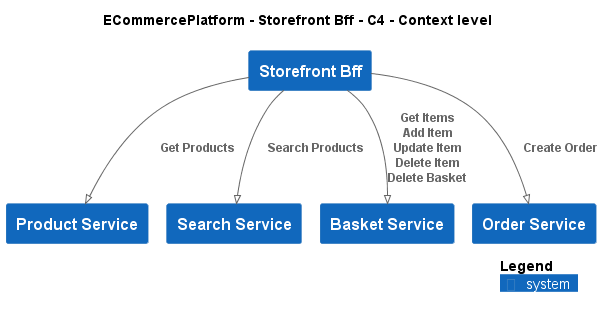 ECommercePlatform - Storefront Bff - C4 - Context level
Storefront Bff
Get Products
Search Products
Get Items
Add Item
Update Item
Delete Item
Delete Basket
Create Order
Product Service
Search Service
Basket Service
Order Service
Legend
system